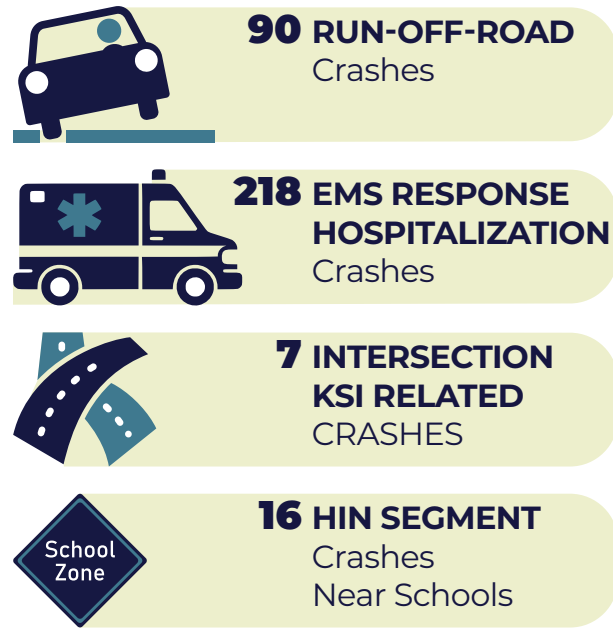 90 RUN-OFF-ROAD
Crashes
218 EMS RESPONSE
HOSPITALIZATION
Crashes
7 INTERSECTION
KSI RELATED
CRASHES
School
Zone
16 HIN SEGMENT
Crashes
Near Schools